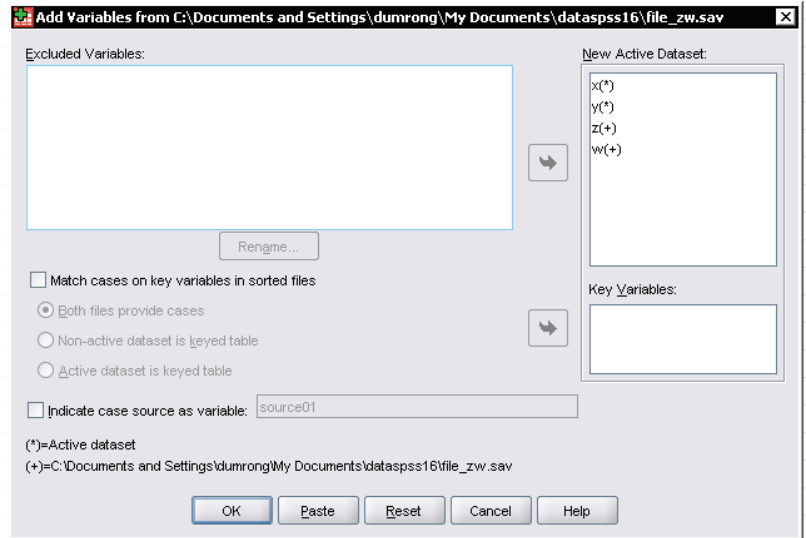 Add Variables from C:\Documents and Settings\dumrong\My Documents\dataspss16\file_zw.sav
Excluded Variables:
New Active Dataset:
x(*)
y(*)
z(+)
w(+)
Rename...
Match cases on key variables in sorted files
Both files provide cases
Non-active dataset is keyed table
Active dataset is keyed table
Key Variables:
Indicate case source as variable: source01
(*)=Active dataset
(+)=C:\Documents and Settings\dumrong\My Documents\dataspss16\file_zw.sav
OK Paste Reset Cancel Help